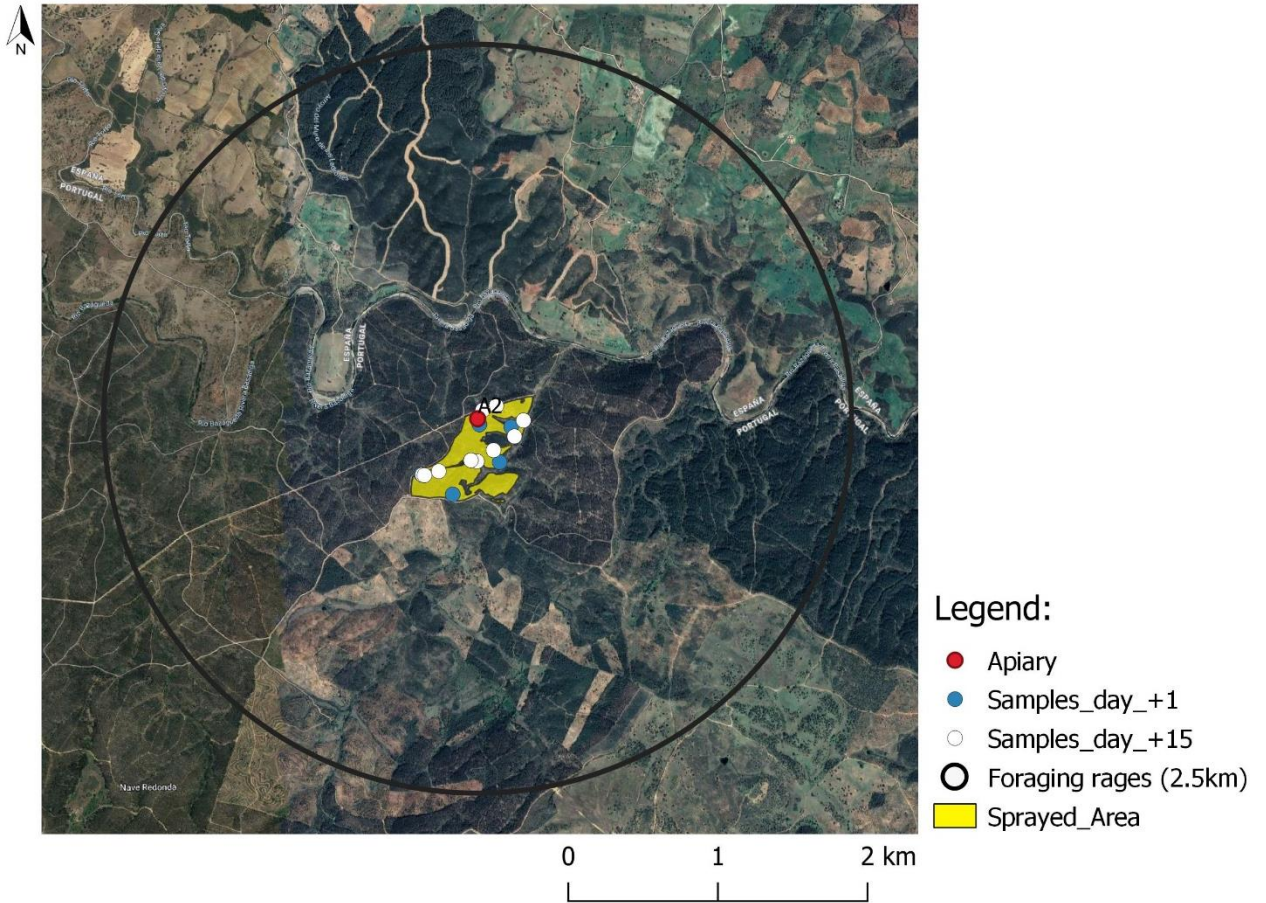 N
ESPAÑA
PORTUGAL
ESPAÑA
PORTUGAL
A2
ESPAÑA
PORTUGAL
ESPAÑA
PORTUGAL
Nave Redonda
Legend:
Apiary
Samples_day_+1
Samples_day_+15
Foraging rages (2.5km)
Sprayed_Area
0 1 2 km